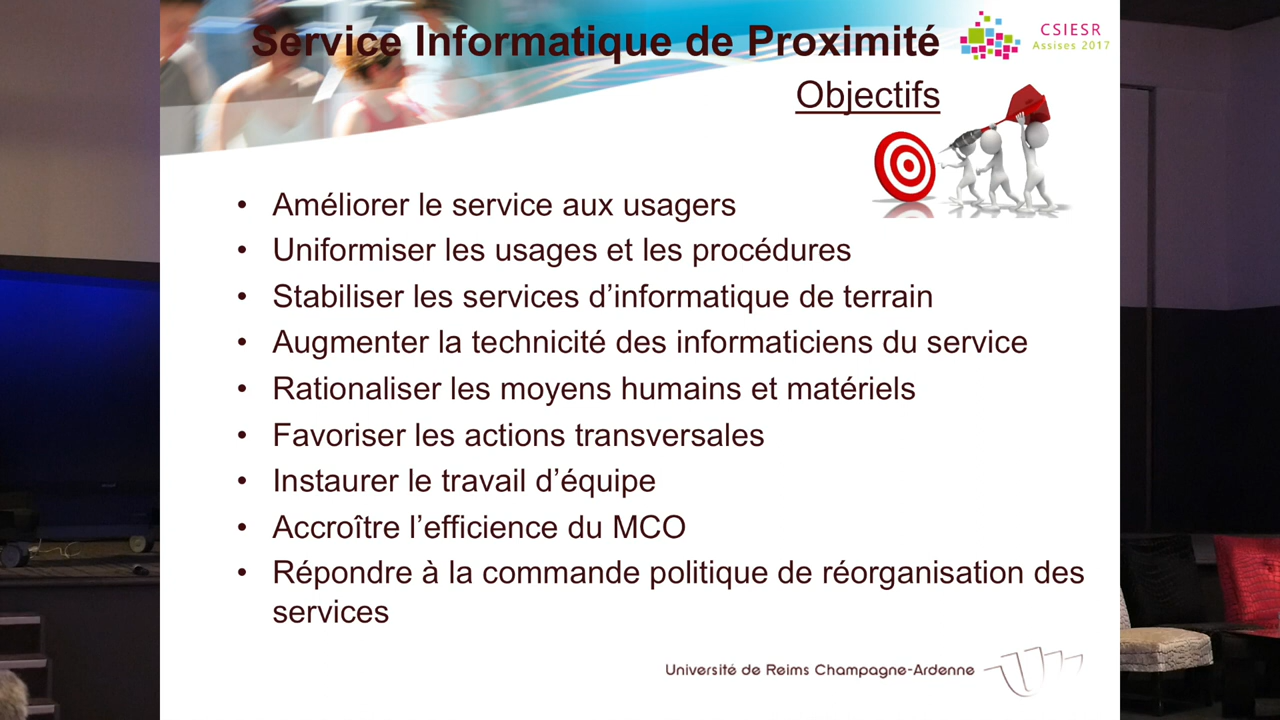 Service Informatique de Proximité
CSIESR
Assises 2017
Objectifs
• Améliorer le service aux usagers
• Uniformiser les usages et les procédures
• Stabiliser les services d’informatique de terrain
• Augmenter la technicité des informaticiens du service
• Rationaliser les moyens humains et matériels
• Favoriser les actions transversales
• Instaurer le travail d’équipe
• Accroître l’efficience du MCO
• Répondre à la commande politique de réorganisation des
services
Université de Reims Champagne-Ardenne